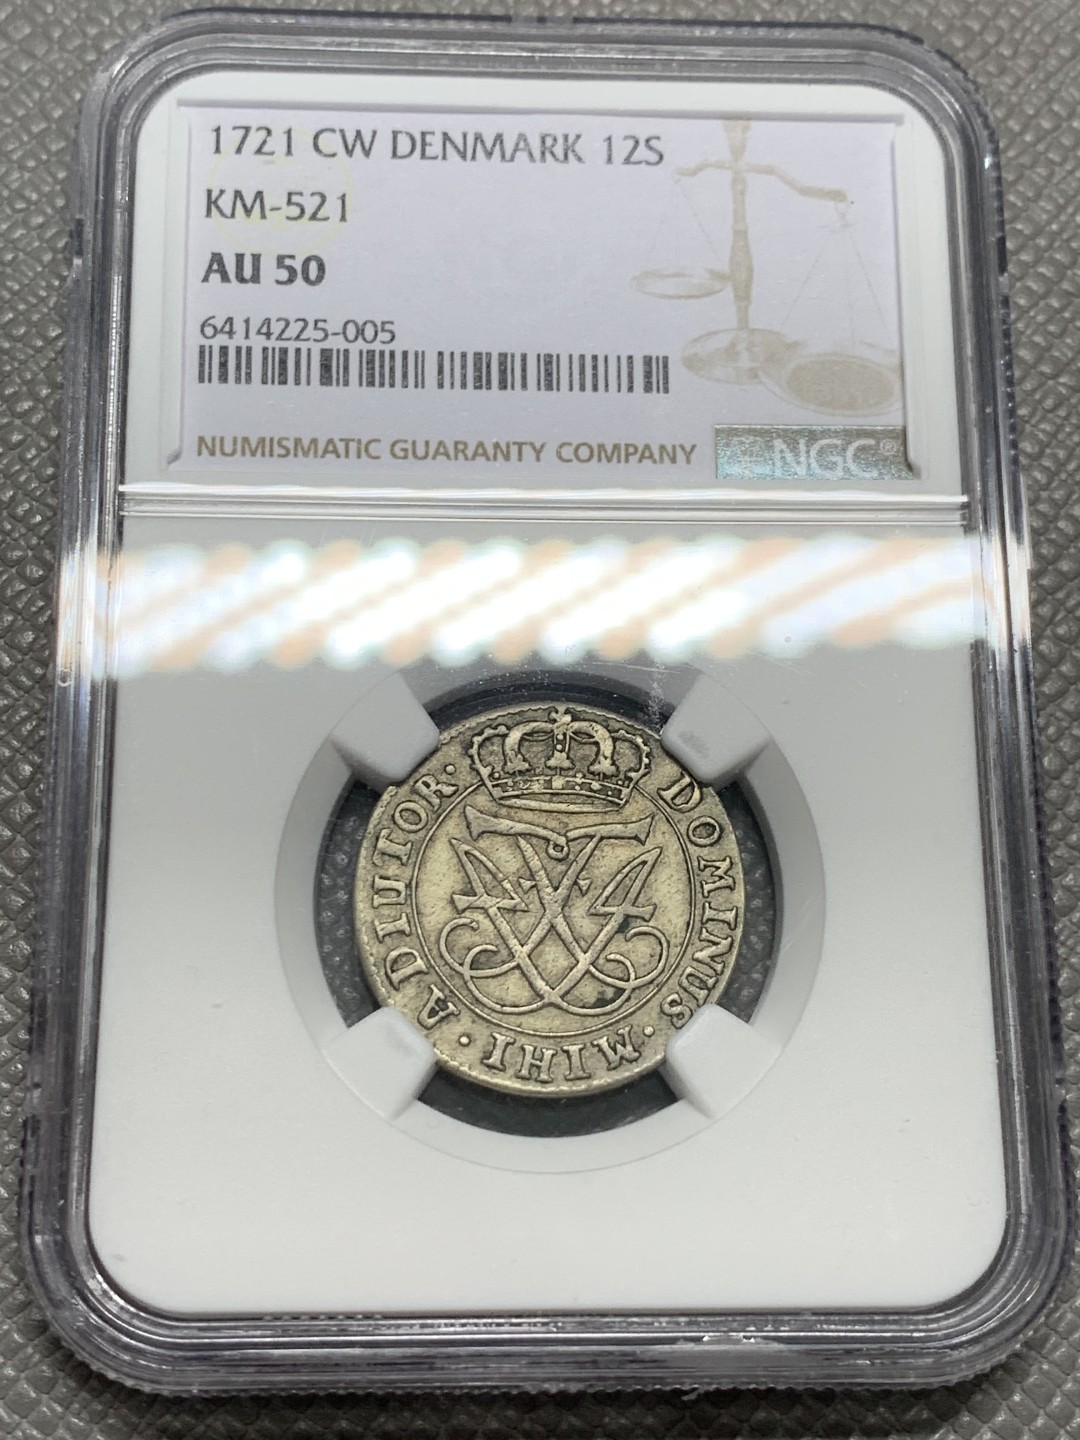 1721 CW DENMARK 12S
KM-521
AU 50
6414225-005
NUMISMATIC GUARANTY COMPANY
NGC®
DOMINUS · MIHI · ADIUTOR ·